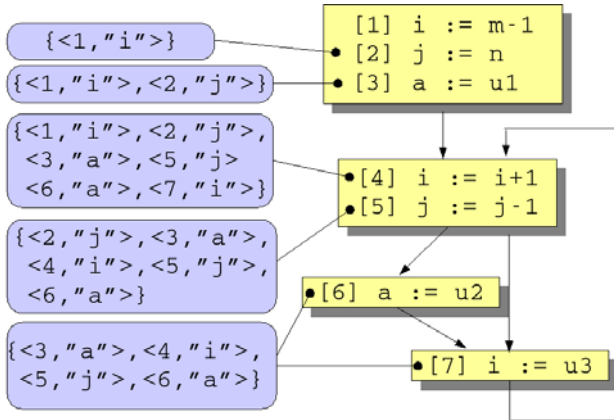 {<1,"i">}
{<1,"i">,<2,"j">}
{<1,"i">,<2,"j">,
<3,"a">,<5,"j>
<6,"a">,<7,"i">}
{<2,"j">,<3,"a">,
<4,"i">,<5,"j">,
<6,"a">}
{<3,"a">,<4,"i">,
<5,"j">,<6,"a">}
[1] i := m-1
[2] j := n
[3] a := u1
[4] i := i+1
[5] j := j-1
[6] a := u2
[7] i := u3